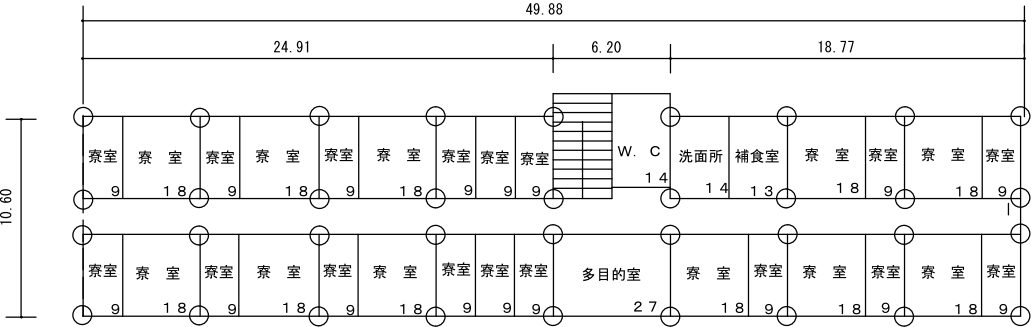 49.88
24.91 6.20 18.77
10.60
寮室 寮 室 寮室 寮 室 寮室 寮 室 寮室 寮室 寮室 W. C 洗面所 補食室 寮 室 寮室 寮 室 寮室
9 18 9 18 9 18 9 9 9 14 14 13 18 9 18 9
寮室 寮 室 寮室 寮 室 寮室 寮 室 寮室 寮室 寮室 多目的室 寮 室 寮室 寮 室 寮室 寮 室 寮室
9 18 9 18 9 18 9 9 9 27 18 9 18 9 18 9